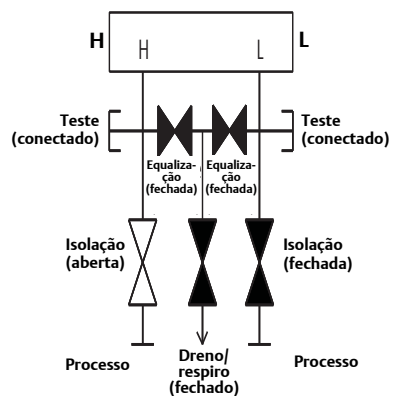 H
H
L
L
Teste
(conectado)
Teste
(conectado)
Equaliza-
ção
(fechada)
Equaliza-
ção
(fechada)
Isolação
(aberta)
Isolação
(fechada)
Processo
Dreno/
respiro
(fechado)
Processo